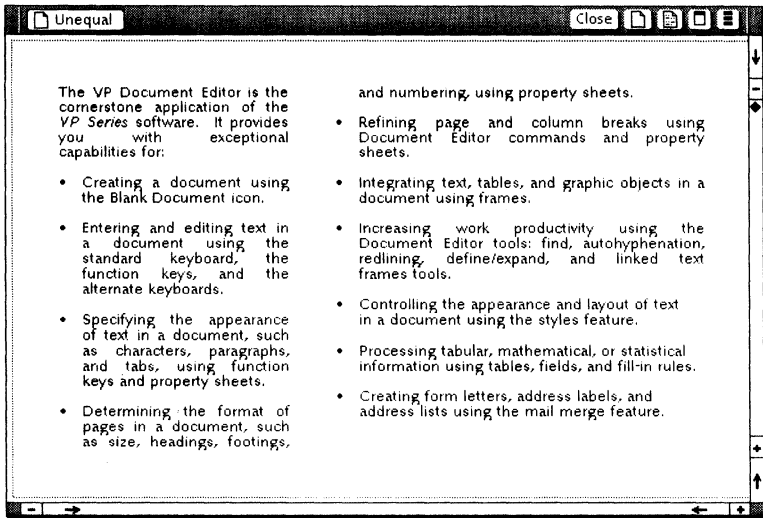 Unequal
Close
The VP Document Editor is the
cornerstone application of the
VP Series software. It provides
you with exceptional
capabilities for:
• Creating a document using
the Blank Document icon.
• Entering and editing text in
a document using the
standard keyboard, the
function keys, and the
alternate keyboards.
• Specifying the appearance
of text in a document, such
as characters, paragraphs,
and tabs, using function
keys and property sheets.
• Determining the format of
pages in a document, such
as size, headings, footings,
and numbering, using property sheets.
• Refining page and column breaks using
Document Editor commands and property
sheets.
• Integrating text, tables, and graphic objects in a
document using frames.
• Increasing work productivity using the
Document Editor tools: find, autohyphenation,
redlining, define/expand, and linked text
frames tools.
• Controlling the appearance and layout of text
in a document using the styles feature.
• Processing tabular, mathematical, or statistical
information using tables, fields, and fill-in rules.
• Creating form letters, address labels, and
address lists using the mail merge feature.